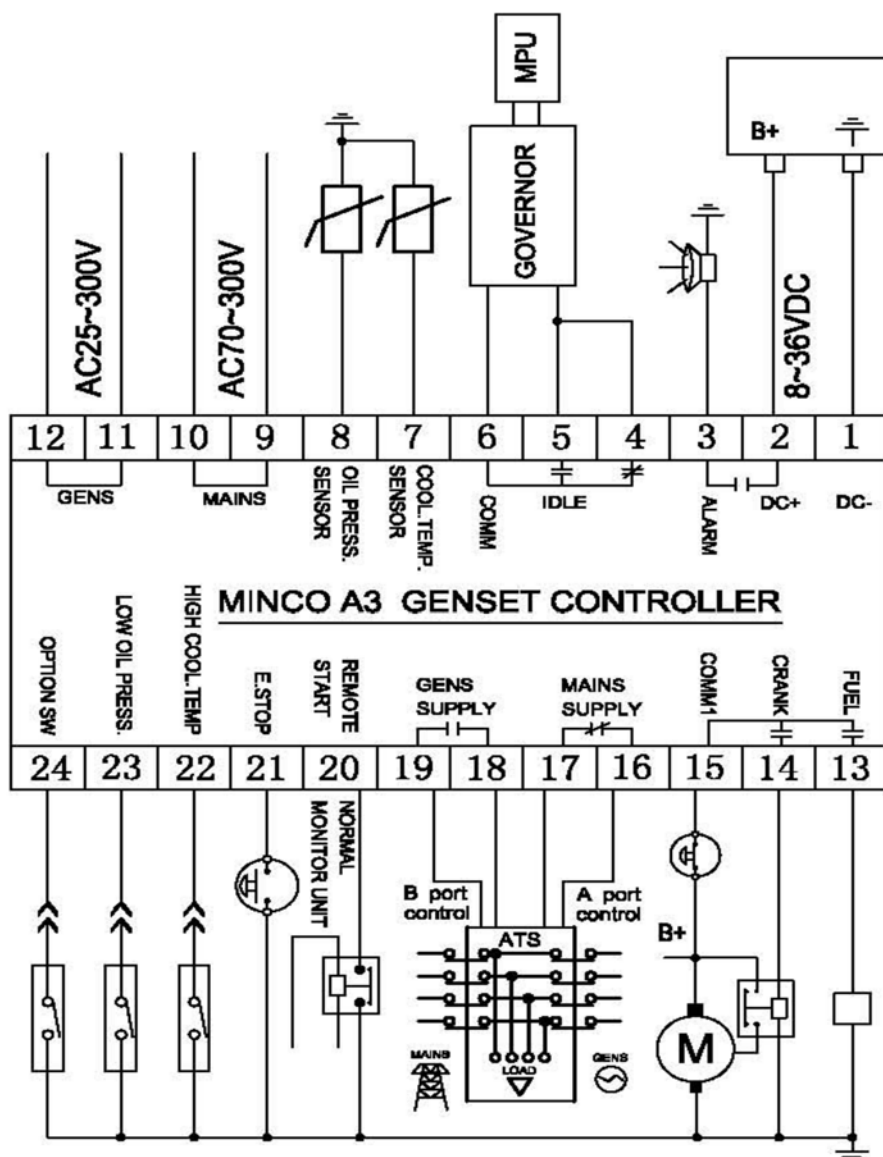 MPU
B+
GOVERNOR
AC25~300V
AC70~300V
8~36VDC
12 11 10 9 8 7 6 5 4 3 2 1
GENS
MAINS
OIL PRESS.
SENSOR
COOL.TEMP.
SENSOR
COMM
IDLE
ALARM
DC+
DC-
MINCO A3 GENSET CONTROLLER
OPTION SW
LOW OIL PRESS.
HIGH COOL.TEMP
E.STOP
REMOTE
START
GENS
SUPPLY
MAINS
SUPPLY
COMM1
CRANK
FUEL
24 23 22 21 20 19 18 17 16 15 14 13
NORMAL
MONITOR UNIT
B port
control
A port
control
ATS
B+
M
MAINS
LOAD
GENS